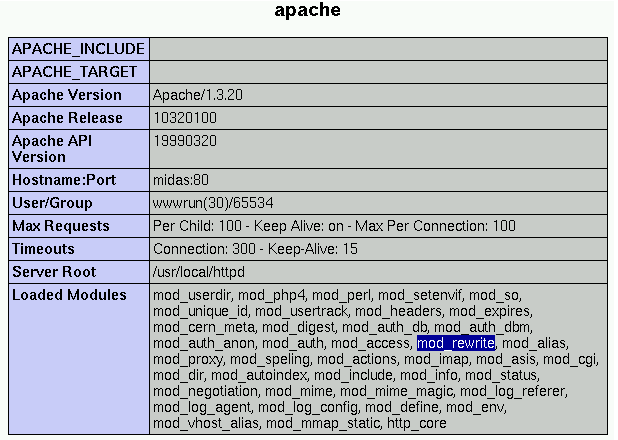 apache
APACHE_INCLUDE
APACHE_TARGET
Apache Version Apache/1.3.20
Apache Release 10320100
Apache API Version 19990320
Hostname:Port midas:80
User/Group wwwrun(30)/65534
Max Requests Per Child: 100 - Keep Alive: on - Max Per Connection: 100
Timeouts Connection: 300 - Keep-Alive: 15
Server Root /usr/local/httpd
Loaded Modules mod_userdir, mod_php4, mod_perl, mod_setenvif, mod_so,
mod_unique_id, mod_usertrack, mod_headers, mod_expires,
mod_cern_meta, mod_digest, mod_auth_db, mod_auth_dbm,
mod_auth_anon, mod_auth, mod_access, mod_rewrite, mod_alias,
mod_proxy, mod_speling, mod_actions, mod_imap, mod_asis, mod_cgi,
mod_dir, mod_autoindex, mod_include, mod_info, mod_status,
mod_negotiation, mod_mime, mod_mime_magic, mod_log_referer,
mod_log_agent, mod_log_config, mod_define, mod_env,
mod_vhost_alias, mod_mmap_static, http_core